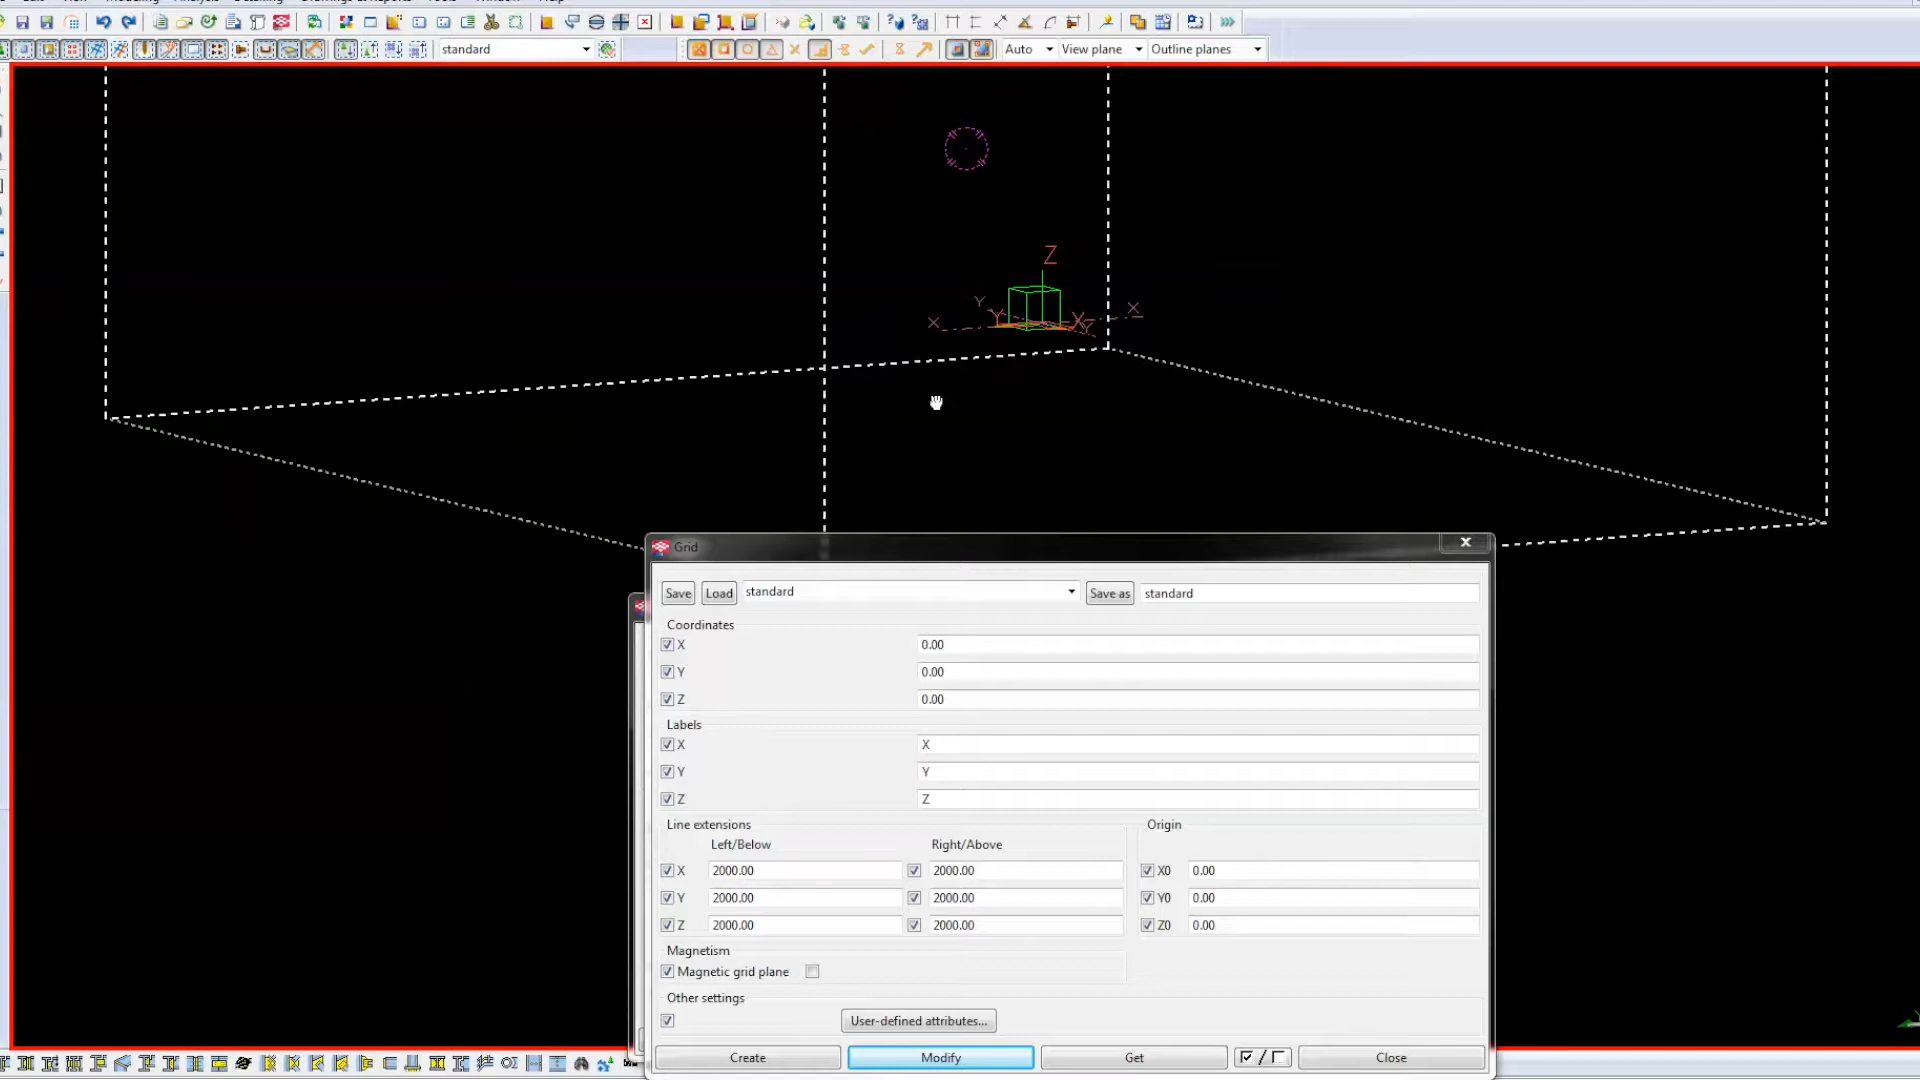 standard
Auto View plane Outline planes
Z
Y
X Y X Y X
Grid
Save Load standard Save as standard
Coordinates
X 0.00
Y 0.00
Z 0.00
Labels
X X
Y Y
Z Z
Line extensions Origin
Left/Below Right/Above
X 2000.00 2000.00 X0 0.00
Y 2000.00 2000.00 Y0 0.00
Z 2000.00 2000.00 Z0 0.00
Magnetism
Magnetic grid plane
Other settings
User-defined attributes...
Create Modify Get / Close